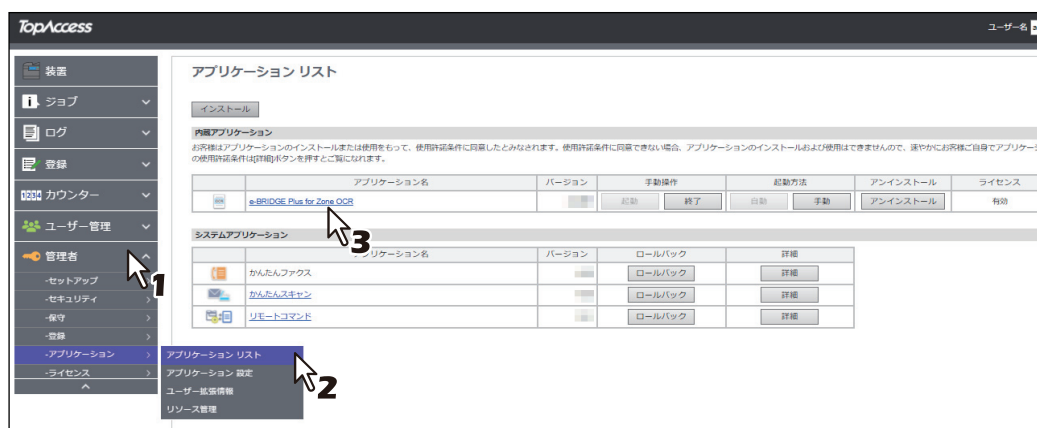 TopAccess
ユーザー名
装置
ジョブ
ログ
登録
カウンター
ユーザー管理
管理者
-セットアップ
-セキュリティ
-保守
-登録
-アプリケーション
-ライセンス
アプリケーション リスト
アプリケーション 設定
ユーザー拡張情報
リソース管理
1
2
3
アプリケーション リスト
インストール
内蔵アプリケーション
お客様はアプリケーションのインストールまたは使用をもって、使用許諾条件に同意したとみなされます。使用許諾条件に同意できない場合、アプリケーションのインストールおよび使用はできませんので、速やかにお客様ご自身でアプリケー
の使用許諾条件は[詳細]ボタンを押すとご覧になれます。
アプリケーション名 バージョン 手動操作 起動方法 アンインストール ライセンス
e-BRIDGE Plus for Zone OCR 起動 終了 自動 手動 アンインストール 有効
システムアプリケーション
プリケーション名 バージョン ロールバック 詳細
かんたんファクス ロールバック 詳細
かんたんスキャン ロールバック 詳細
リモートコマンド ロールバック 詳細